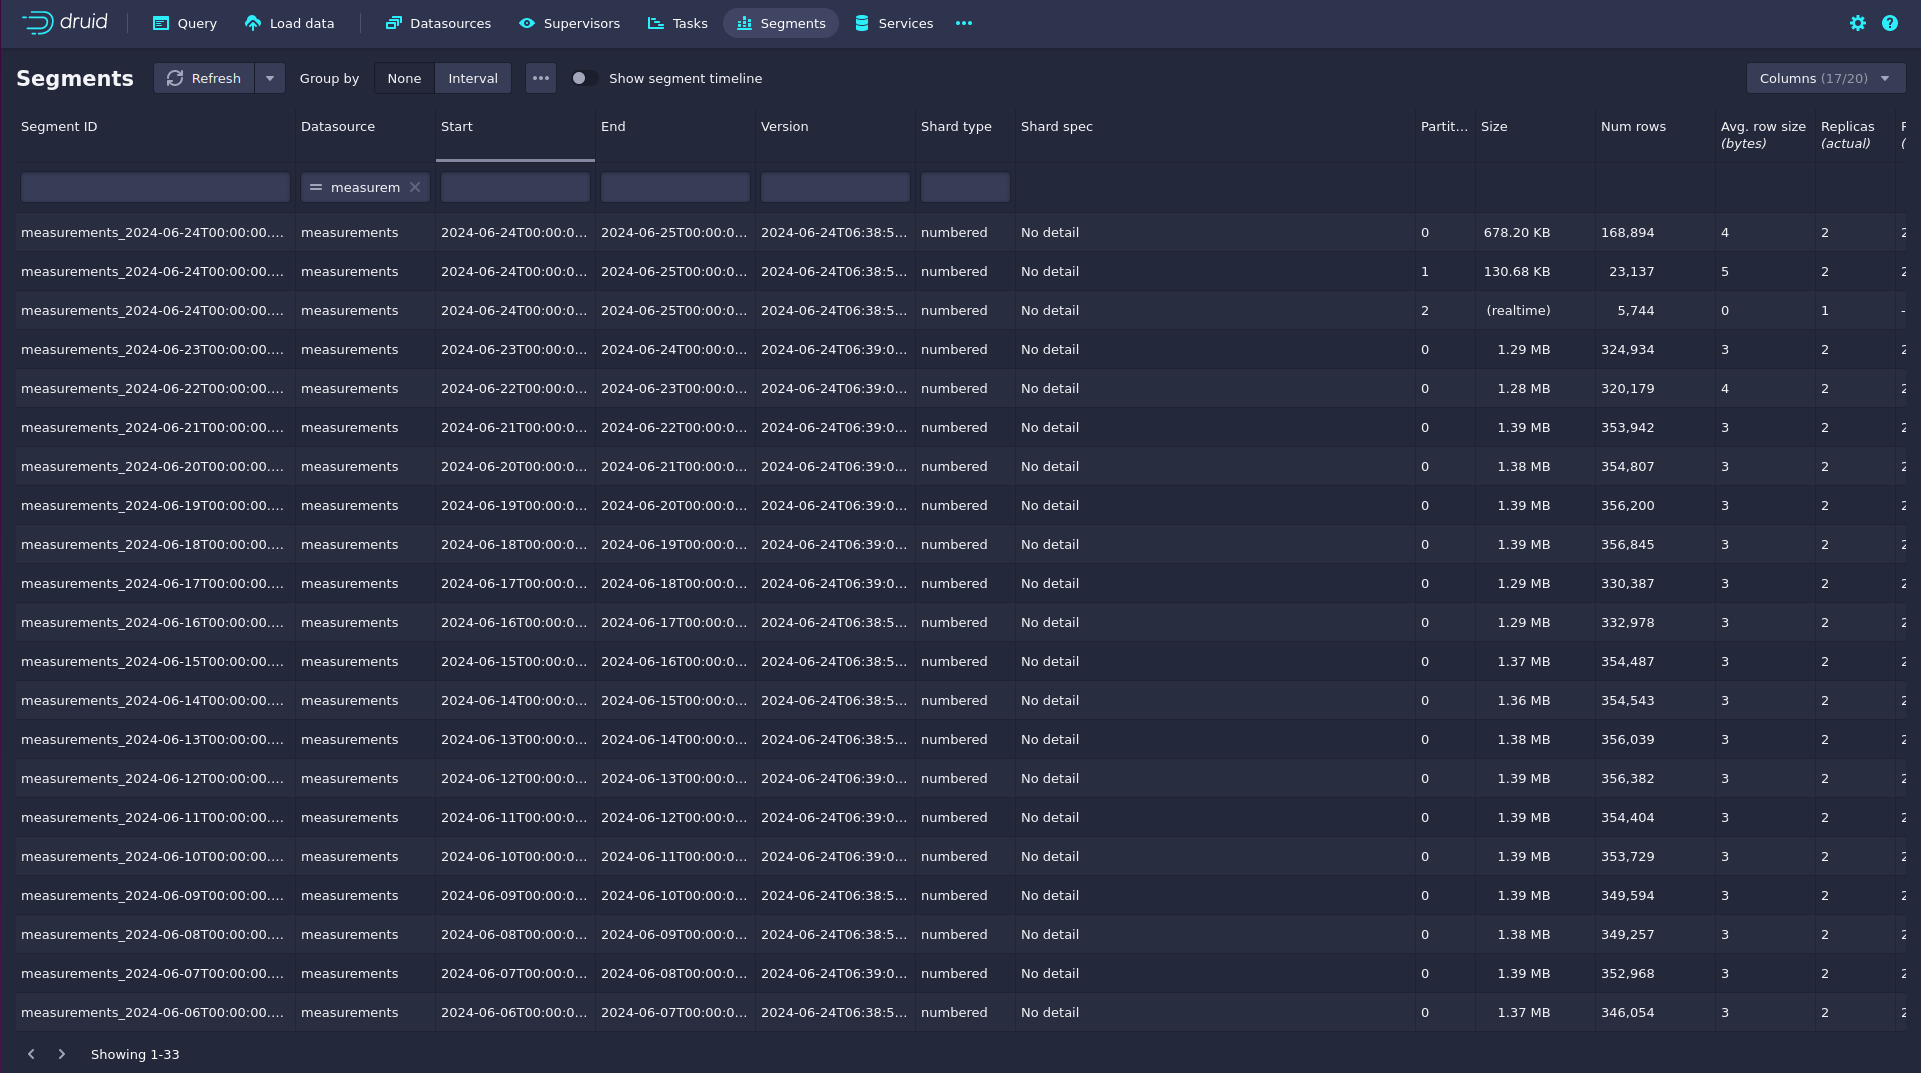 druid Query Load data Datasources Supervisors Tasks Segments Services
Segments Refresh Group by None Interval Show segment timeline Columns (17/20)
Segment ID Datasource Start End Version Shard type Shard spec Partit... Size Num rows Avg. row size (bytes) Replicas (actual)
= measurem
measurements_2024-06-24T00:00:00.... measurements 2024-06-24T00:00:0... 2024-06-25T00:00:0... 2024-06-24T06:38:5... numbered No detail 0 678.20 KB 168,894 4 2
measurements_2024-06-24T00:00:00.... measurements 2024-06-24T00:00:0... 2024-06-25T00:00:0... 2024-06-24T06:38:5... numbered No detail 1 130.68 KB 23,137 5 2
measurements_2024-06-24T00:00:00.... measurements 2024-06-24T00:00:0... 2024-06-25T00:00:0... 2024-06-24T06:38:5... numbered No detail 2 (realtime) 5,744 0 1 -
measurements_2024-06-23T00:00:00.... measurements 2024-06-23T00:00:0... 2024-06-24T00:00:0... 2024-06-24T06:39:0... numbered No detail 0 1.29 MB 324,934 3 2
measurements_2024-06-22T00:00:00.... measurements 2024-06-22T00:00:0... 2024-06-23T00:00:0... 2024-06-24T06:39:0... numbered No detail 0 1.28 MB 320,179 4 2
measurements_2024-06-21T00:00:00.... measurements 2024-06-21T00:00:0... 2024-06-22T00:00:0... 2024-06-24T06:39:0... numbered No detail 0 1.39 MB 353,942 3 2
measurements_2024-06-20T00:00:00.... measurements 2024-06-20T00:00:0... 2024-06-21T00:00:0... 2024-06-24T06:39:0... numbered No detail 0 1.38 MB 354,807 3 2
measurements_2024-06-19T00:00:00.... measurements 2024-06-19T00:00:0... 2024-06-20T00:00:0... 2024-06-24T06:39:0... numbered No detail 0 1.39 MB 356,200 3 2
measurements_2024-06-18T00:00:00.... measurements 2024-06-18T00:00:0... 2024-06-19T00:00:0... 2024-06-24T06:39:0... numbered No detail 0 1.39 MB 356,845 3 2
measurements_2024-06-17T00:00:00.... measurements 2024-06-17T00:00:0... 2024-06-18T00:00:0... 2024-06-24T06:39:0... numbered No detail 0 1.29 MB 330,387 3 2
measurements_2024-06-16T00:00:00.... measurements 2024-06-16T00:00:0... 2024-06-17T00:00:0... 2024-06-24T06:38:5... numbered No detail 0 1.29 MB 332,978 3 2
measurements_2024-06-15T00:00:00.... measurements 2024-06-15T00:00:0... 2024-06-16T00:00:0... 2024-06-24T06:38:5... numbered No detail 0 1.37 MB 354,487 3 2
measurements_2024-06-14T00:00:00.... measurements 2024-06-14T00:00:0... 2024-06-15T00:00:0... 2024-06-24T06:38:5... numbered No detail 0 1.36 MB 354,543 3 2
measurements_2024-06-13T00:00:00.... measurements 2024-06-13T00:00:0... 2024-06-14T00:00:0... 2024-06-24T06:38:5... numbered No detail 0 1.38 MB 356,039 3 2
measurements_2024-06-12T00:00:00.... measurements 2024-06-12T00:00:0... 2024-06-13T00:00:0... 2024-06-24T06:39:0... numbered No detail 0 1.39 MB 356,382 3 2
measurements_2024-06-11T00:00:00.... measurements 2024-06-11T00:00:0... 2024-06-12T00:00:0... 2024-06-24T06:39:0... numbered No detail 0 1.39 MB 354,404 3 2
measurements_2024-06-10T00:00:00.... measurements 2024-06-10T00:00:0... 2024-06-11T00:00:0... 2024-06-24T06:39:0... numbered No detail 0 1.39 MB 353,729 3 2
measurements_2024-06-09T00:00:00.... measurements 2024-06-09T00:00:0... 2024-06-10T00:00:0... 2024-06-24T06:38:5... numbered No detail 0 1.39 MB 349,594 3 2
measurements_2024-06-08T00:00:00.... measurements 2024-06-08T00:00:0... 2024-06-09T00:00:0... 2024-06-24T06:38:5... numbered No detail 0 1.38 MB 349,257 3 2
measurements_2024-06-07T00:00:00.... measurements 2024-06-07T00:00:0... 2024-06-08T00:00:0... 2024-06-24T06:39:0... numbered No detail 0 1.39 MB 352,968 3 2
measurements_2024-06-06T00:00:00.... measurements 2024-06-06T00:00:0... 2024-06-07T00:00:0... 2024-06-24T06:38:5... numbered No detail 0 1.37 MB 346,054 3 2
Showing 1-33